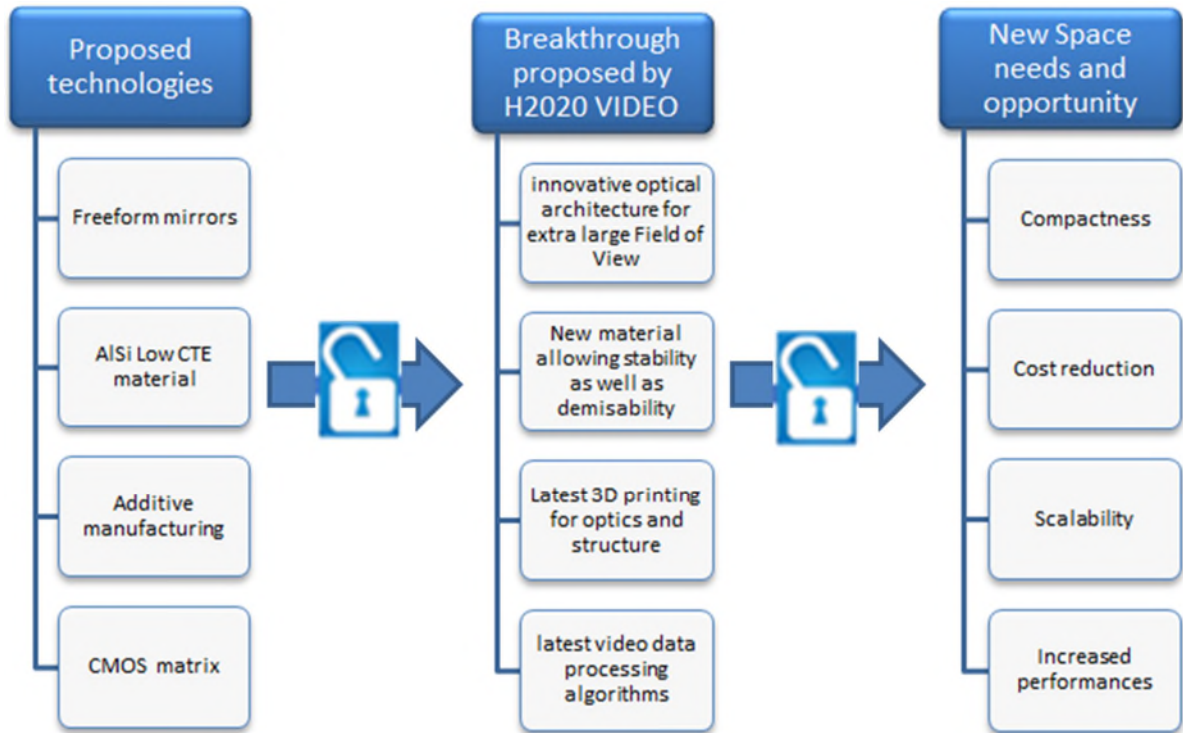 Proposed
technologies
Freeform mirrors
AlSi Low CTE
material
Additive
manufacturing
CMOS matrix
Breakthrough
proposed by
H2020 VIDEO
innovative optical
architecture for
extra large Field of
View
New material
allowing stability
as well as
demisability
Latest 3D printing
for optics and
structure
latest video data
processing
algorithms
New Space
needs and
opportunity
Compactness
Cost reduction
Scalability
Increased
performances